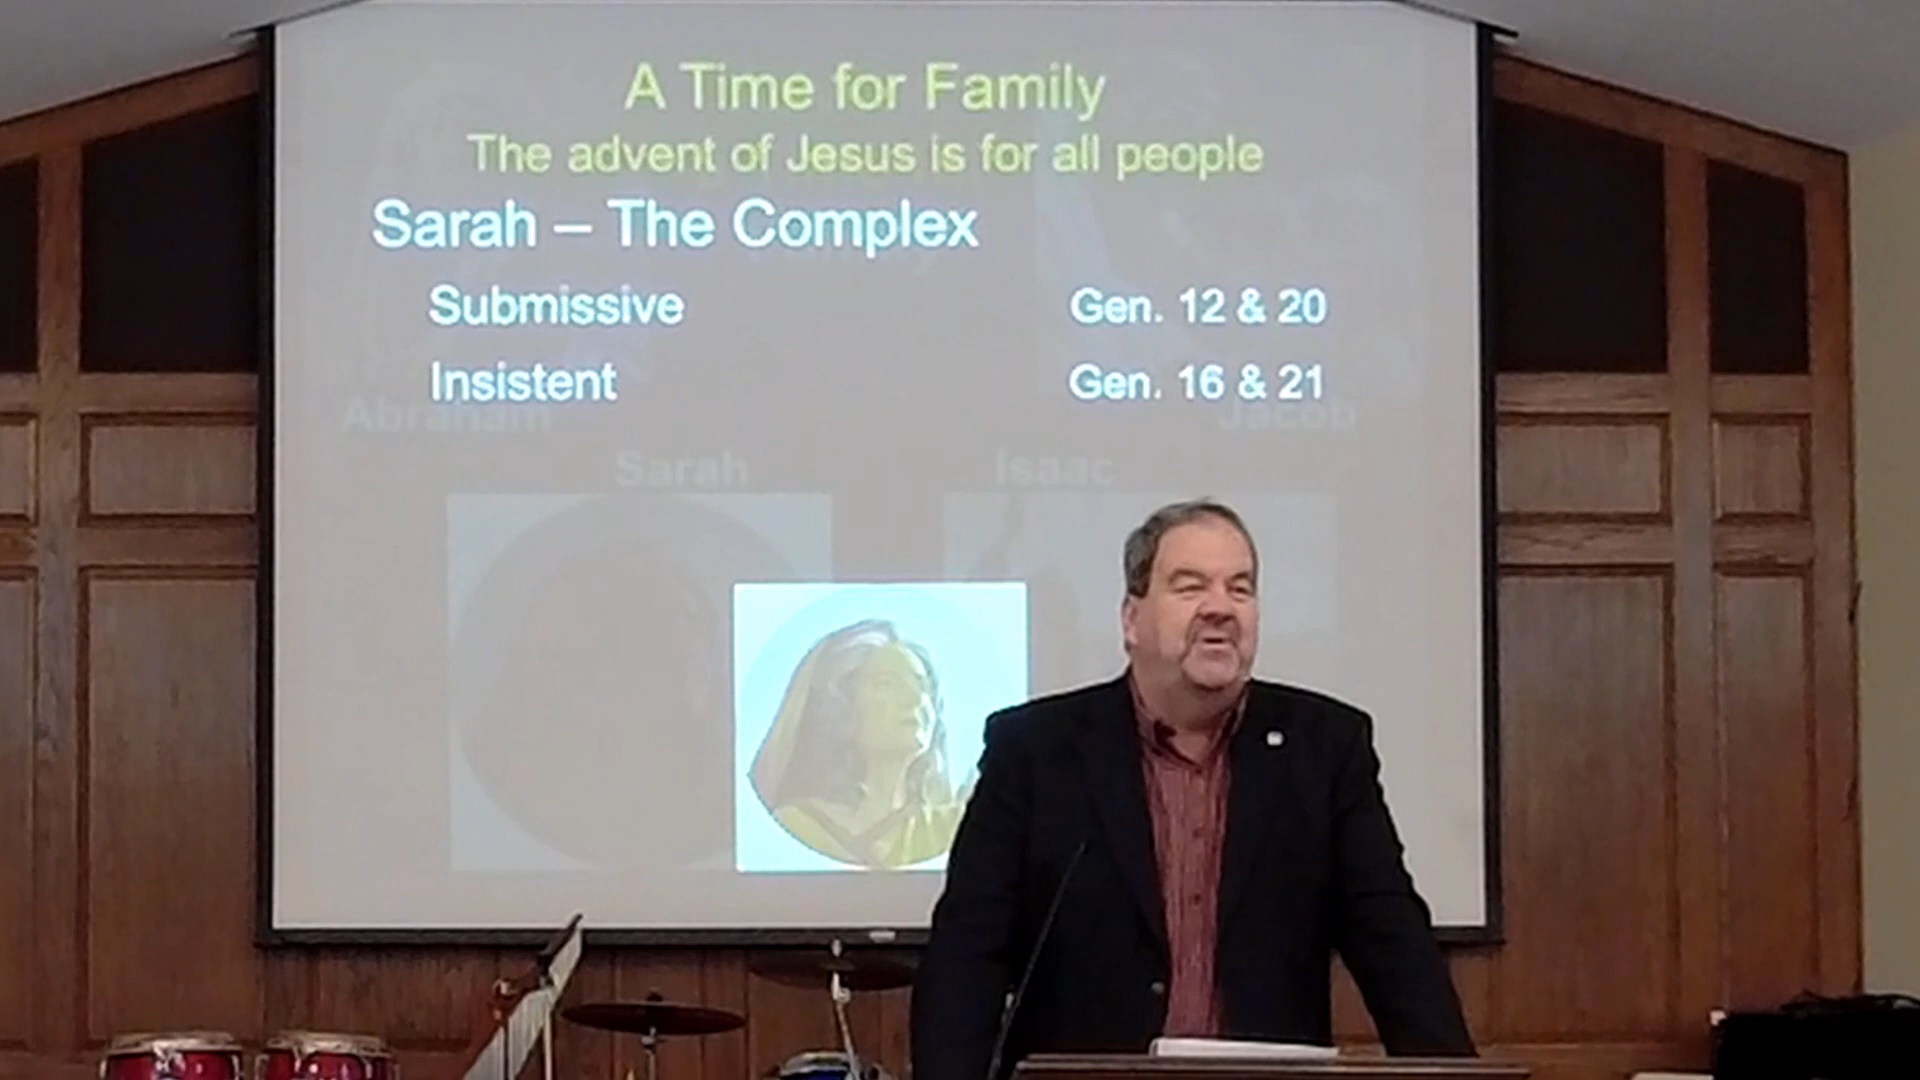 A Time for Family
The advent of Jesus is for all people
Sarah – The Complex
Submissive Gen. 12 & 20
Insistent Gen. 16 & 21
Abraham Jacob
Sarah Isaac